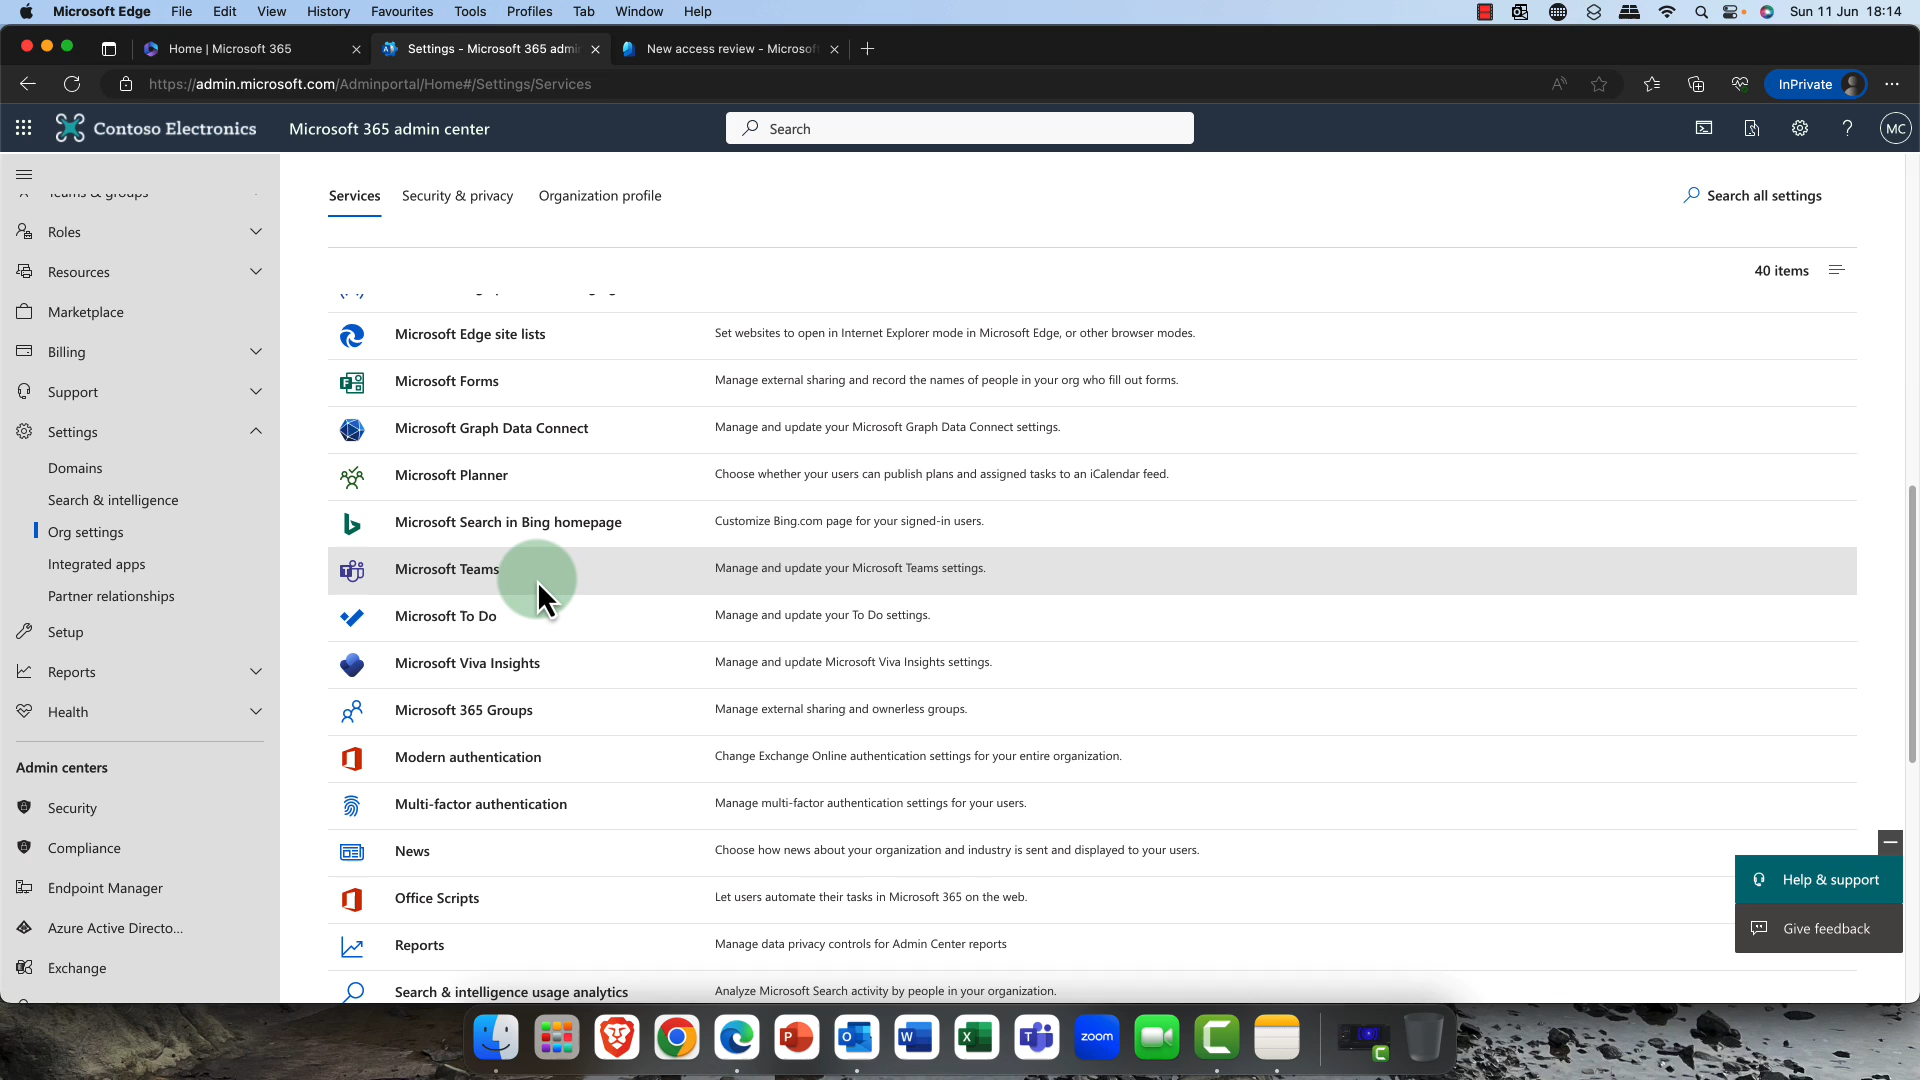 Microsoft Edge File Edit View History Favourites Tools Profiles Tab Window Help Sun 11 Jun 18:14
Home | Microsoft 365
Settings - Microsoft 365 admin
New access review - Microsoft
https://admin.microsoft.com/Adminportal/Home#/Settings/Services
InPrivate
Contoso Electronics Microsoft 365 admin center
Search
MC
Teams & groups
Roles
Resources
Marketplace
Billing
Support
Settings
Domains
Search & intelligence
Org settings
Integrated apps
Partner relationships
Setup
Reports
Health
Admin centers
Security
Compliance
Endpoint Manager
Azure Active Directo...
Exchange
Services Security & privacy Organization profile
Search all settings
40 items
Microsoft Edge site lists Set websites to open in Internet Explorer mode in Microsoft Edge, or other browser modes.
Microsoft Forms Manage external sharing and record the names of people in your org who fill out forms.
Microsoft Graph Data Connect Manage and update your Microsoft Graph Data Connect settings.
Microsoft Planner Choose whether your users can publish plans and assigned tasks to an iCalendar feed.
Microsoft Search in Bing homepage Customize Bing.com page for your signed-in users.
Microsoft Teams Manage and update your Microsoft Teams settings.
Microsoft To Do Manage and update your To Do settings.
Microsoft Viva Insights Manage and update Microsoft Viva Insights settings.
Microsoft 365 Groups Manage external sharing and ownerless groups.
Modern authentication Change Exchange Online authentication settings for your entire organization.
Multi-factor authentication Manage multi-factor authentication settings for your users.
News Choose how news about your organization and industry is sent and displayed to your users.
Office Scripts Let users automate their tasks in Microsoft 365 on the web.
Reports Manage data privacy controls for Admin Center reports
Search & intelligence usage analytics Analyze Microsoft Search activity by people in your organization.
Help & support
Give feedback
zoom